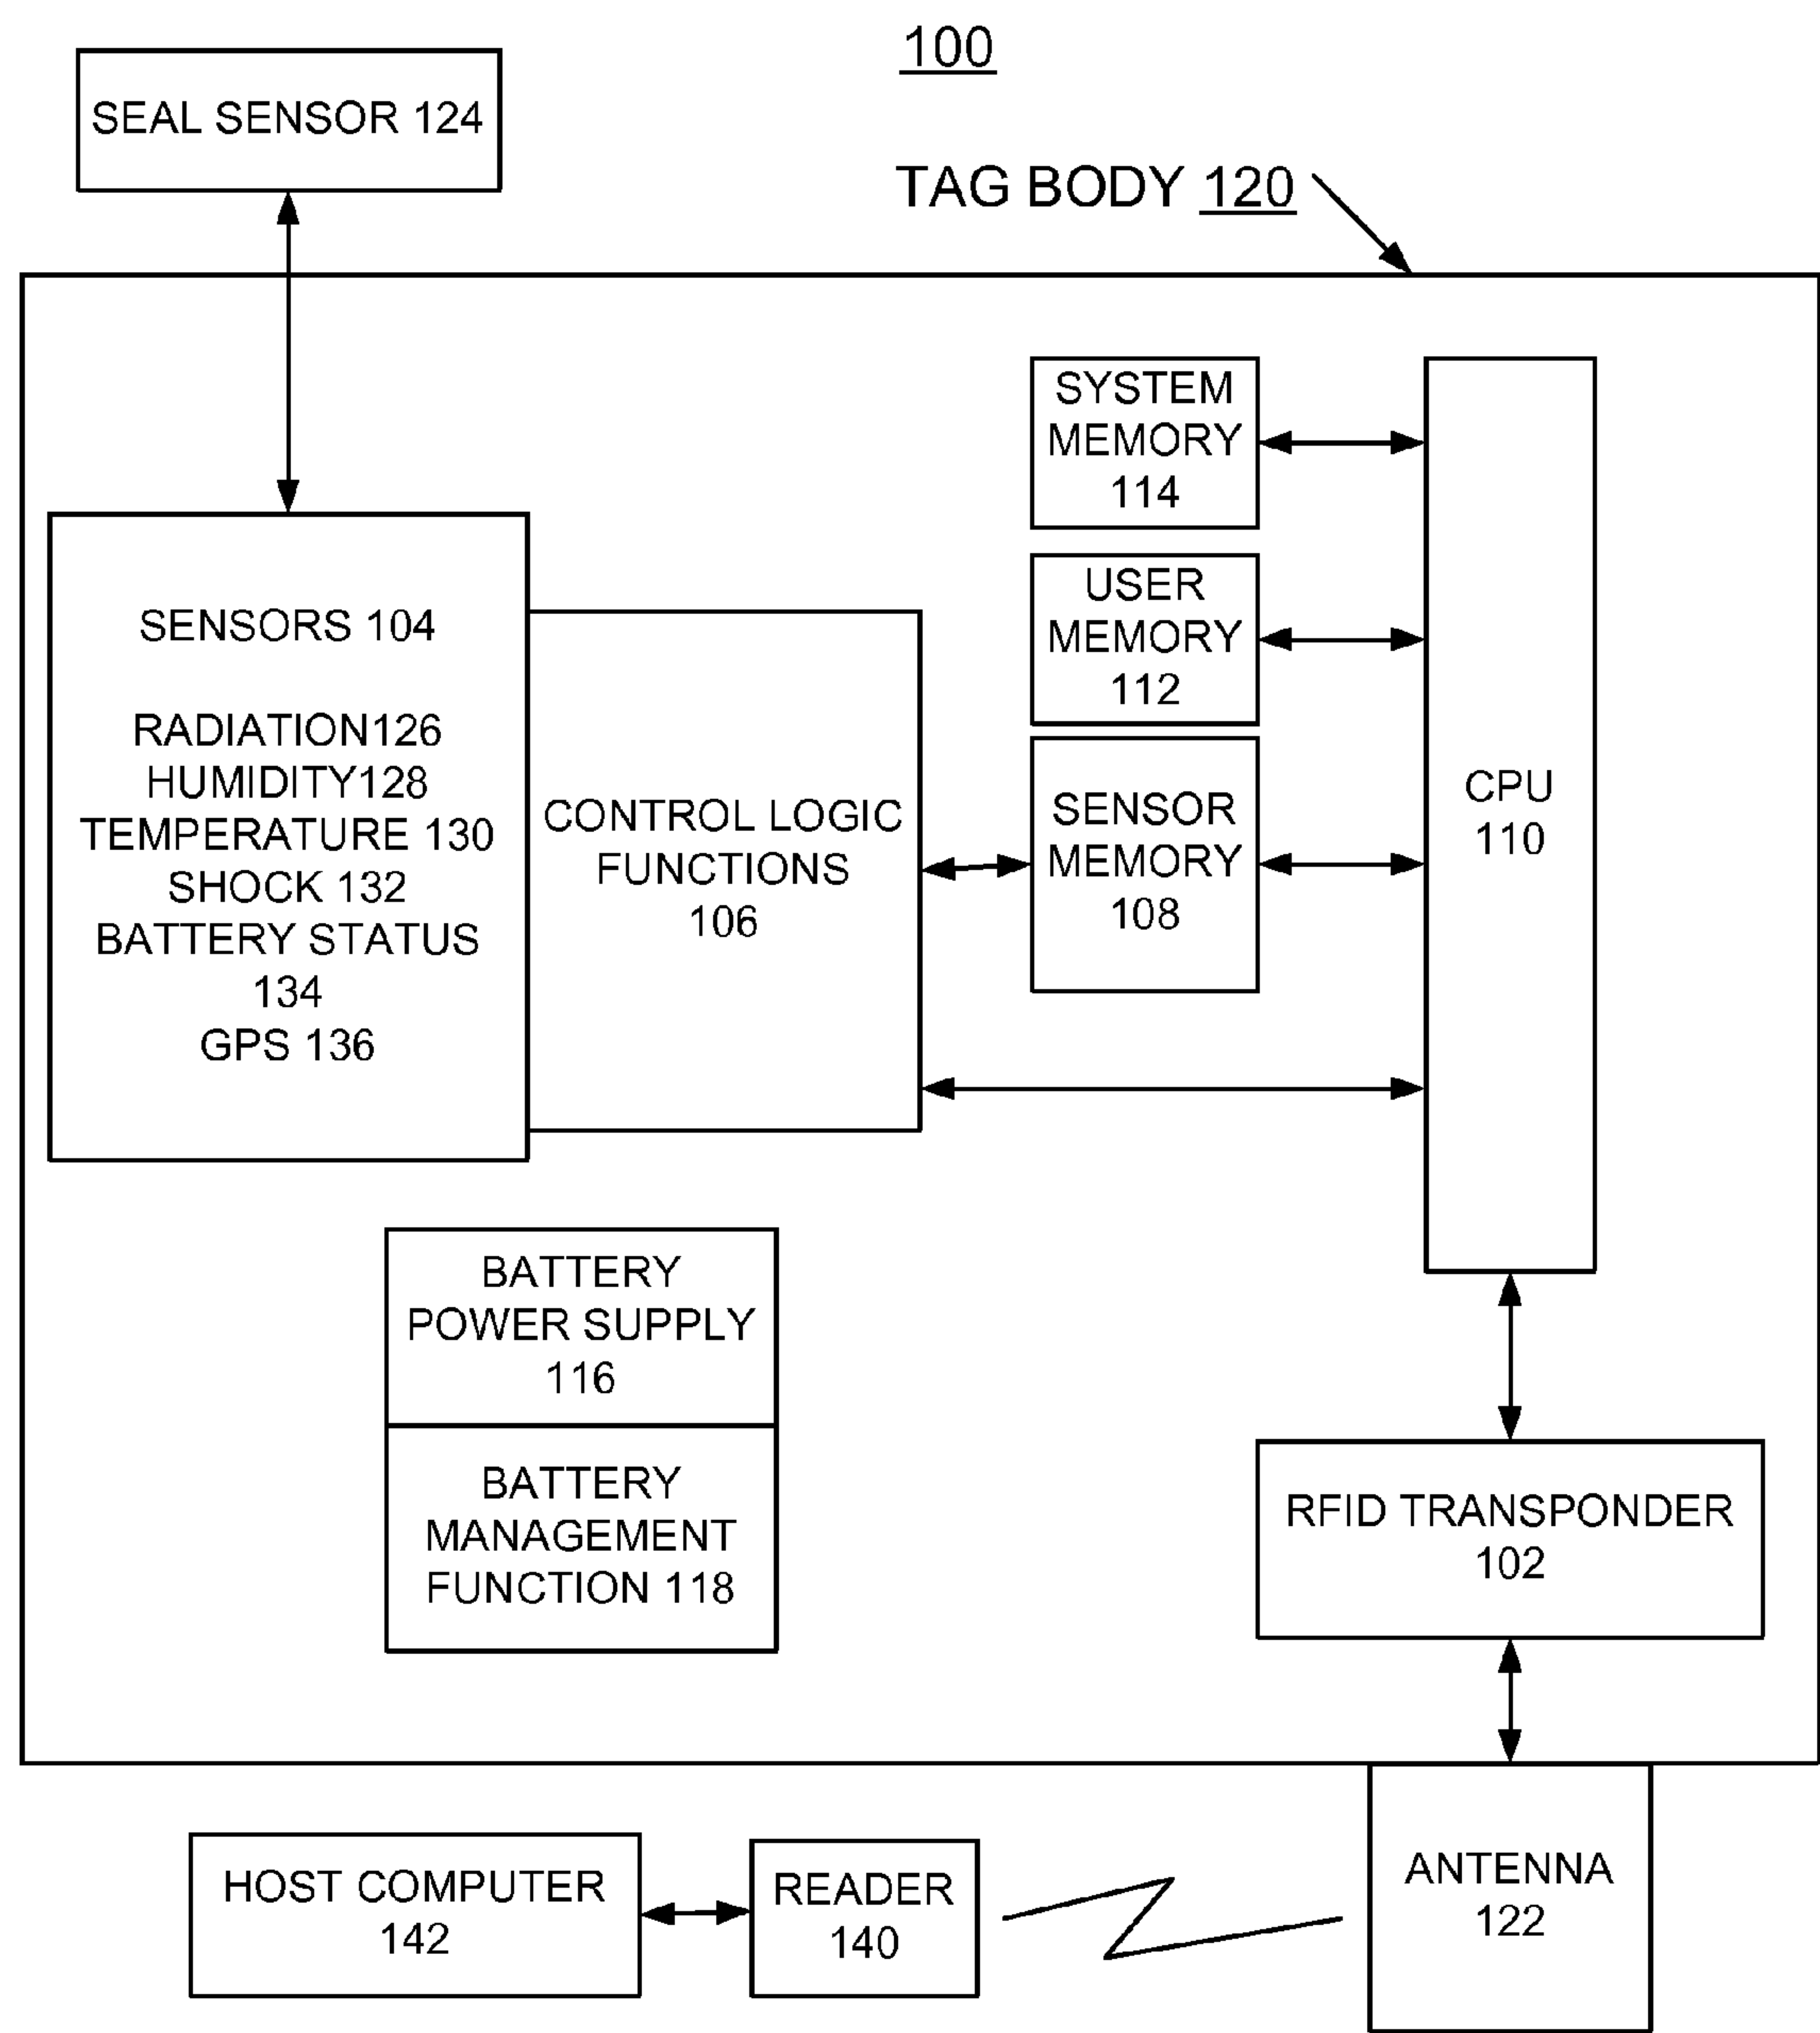 100
SEAL SENSOR 124
TAG BODY 120
SYSTEM
MEMORY
114
USER
MEMORY
112
SENSORS 104
RADIATION126
HUMIDITY128
TEMPERATURE 130
SHOCK 132
BATTERY STATUS
134
GPS 136
CONTROL LOGIC
FUNCTIONS
106
SENSOR
MEMORY
108
CPU
110
BATTERY
POWER SUPPLY
116
BATTERY
MANAGEMENT
FUNCTION 118
RFID TRANSPONDER
102
HOST COMPUTER
142
READER
140
ANTENNA
122